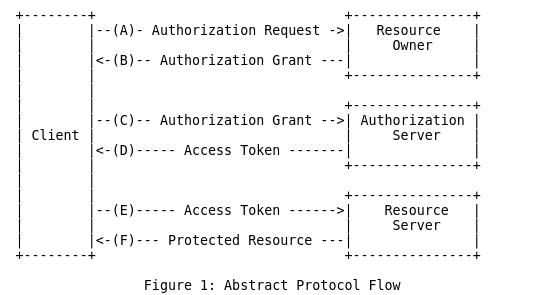 +--------+                               +---------------+
|        |--(A)- Authorization Request ->|   Resource    |
|        |                               |     Owner     |
|        |<-(B)-- Authorization Grant ---|               |
|        |                               +---------------+
|        |
|        |                               +---------------+
|        |--(C)-- Authorization Grant -->| Authorization |
| Client |                               |     Server    |
|        |<-(D)----- Access Token -------|               |
|        |                               +---------------+
|        |
|        |                               +---------------+
|        |--(E)----- Access Token ------>|    Resource   |
|        |                               |     Server    |
|        |<-(F)--- Protected Resource ---|               |
+--------+                               +---------------+
Figure 1: Abstract Protocol Flow